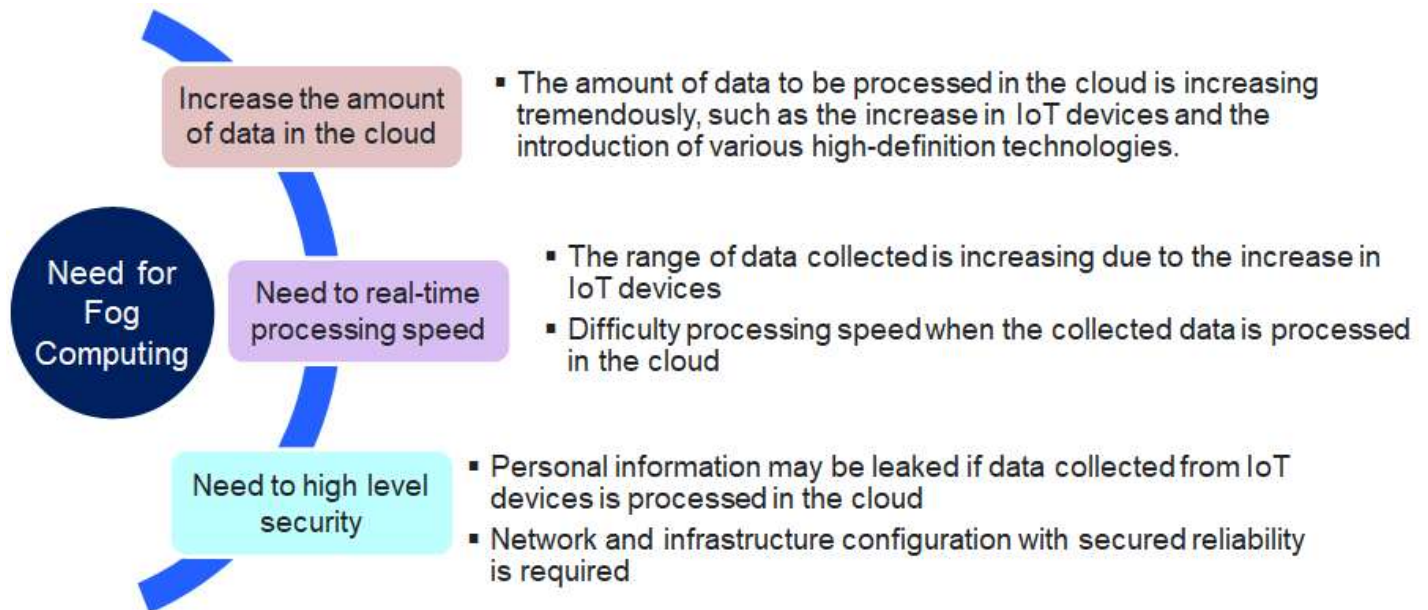 Need for
Fog
Computing
Increase the amount
of data in the cloud
▪ The amount of data to be processed in the cloud is increasing
tremendously, such as the increase in IoT devices and the
introduction of various high-definition technologies.
Need to real-time
processing speed
▪ The range of data collected is increasing due to the increase in
IoT devices
▪ Difficulty processing speed when the collected data is processed
in the cloud
Need to high level
security
▪ Personal information may be leaked if data collected from IoT
devices is processed in the cloud
▪ Network and infrastructure configuration with secured reliability
is required